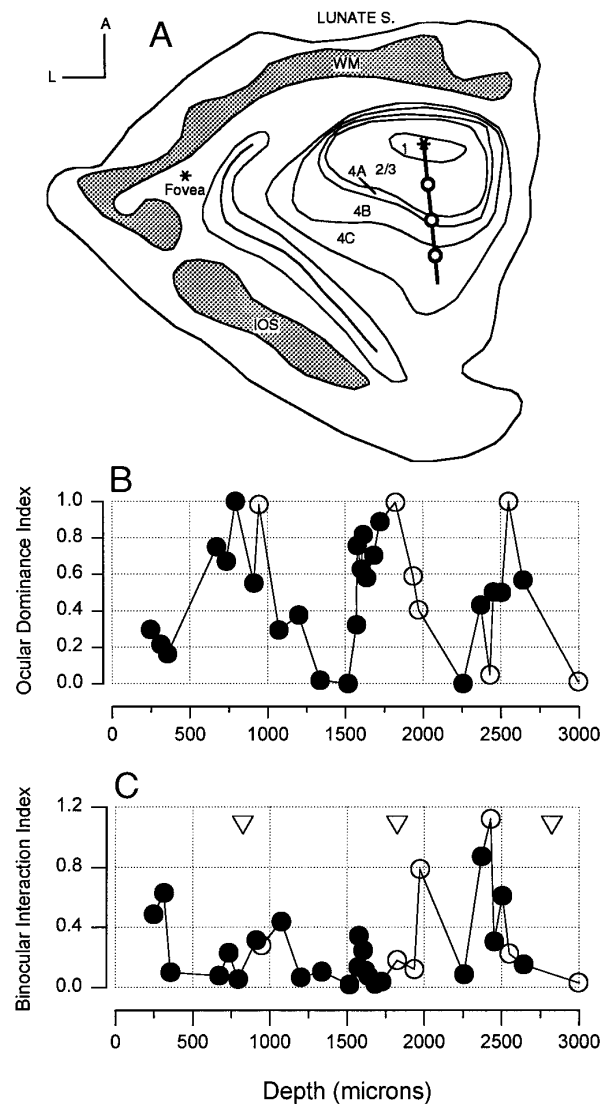 LUNATE S.
A
A
L
WM
*
Fovea
1
*
4A
2/3
4B
4C
IOS
B
Ocular Dominance Index
1.0
0.8
0.6
0.4
0.2
0.0
0 500 1000 1500 2000 2500 3000
C
Binocular Interaction Index
1.2
0.8
0.4
0.0
0 500 1000 1500 2000 2500 3000
Depth (microns)